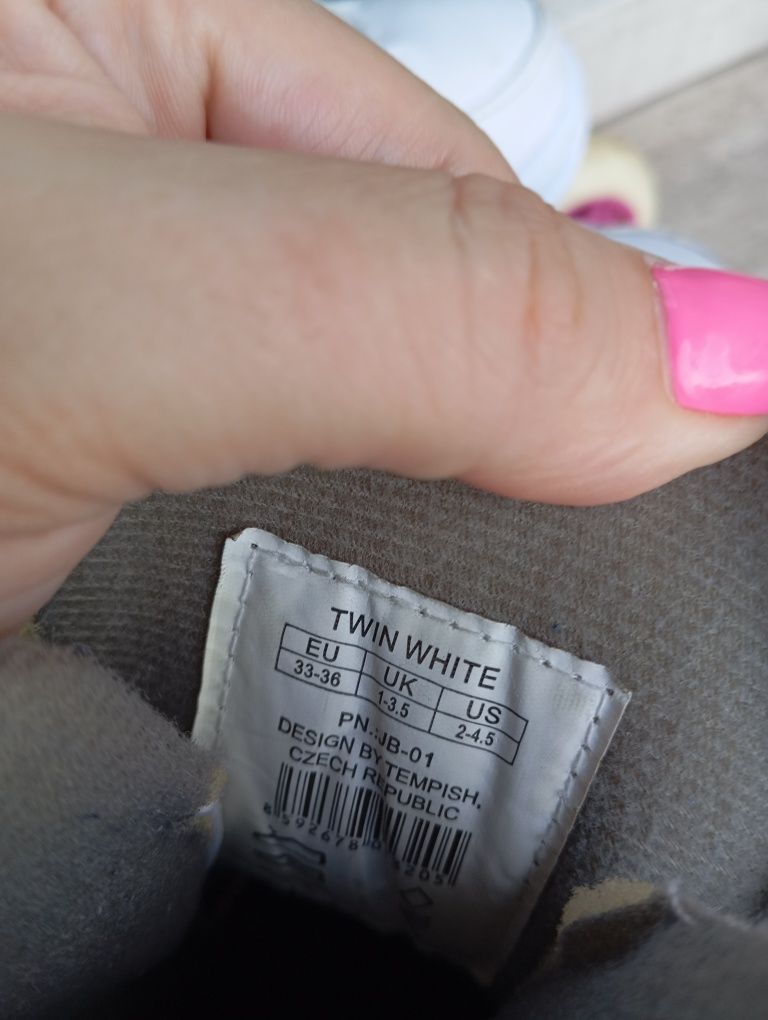 TWIN WHITE
EU UK US
33-36 1-3.5 2-4.5
PN.:JB-01
DESIGN BY TEMPISH,
CZECH REPUBLIC